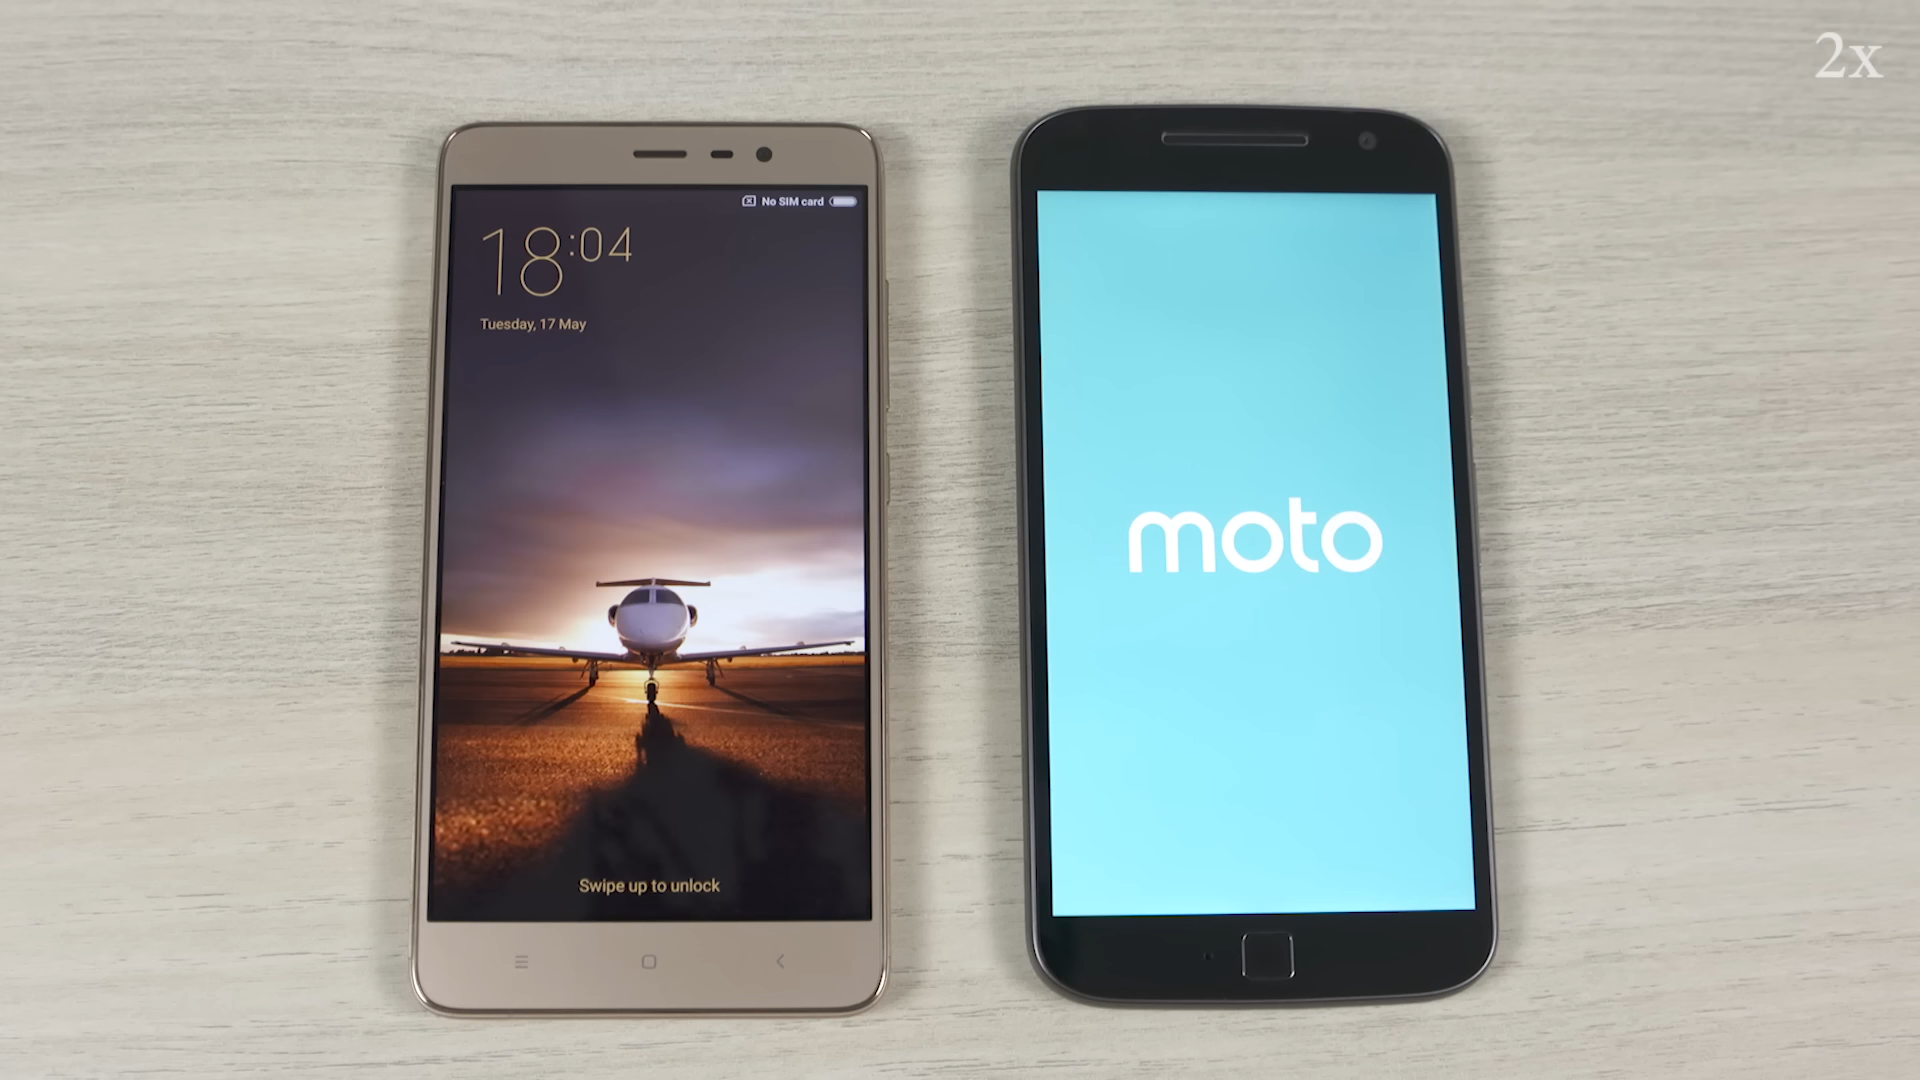 2x
No SIM card
18:04
Tuesday, 17 May
Swipe up to unlock
moto